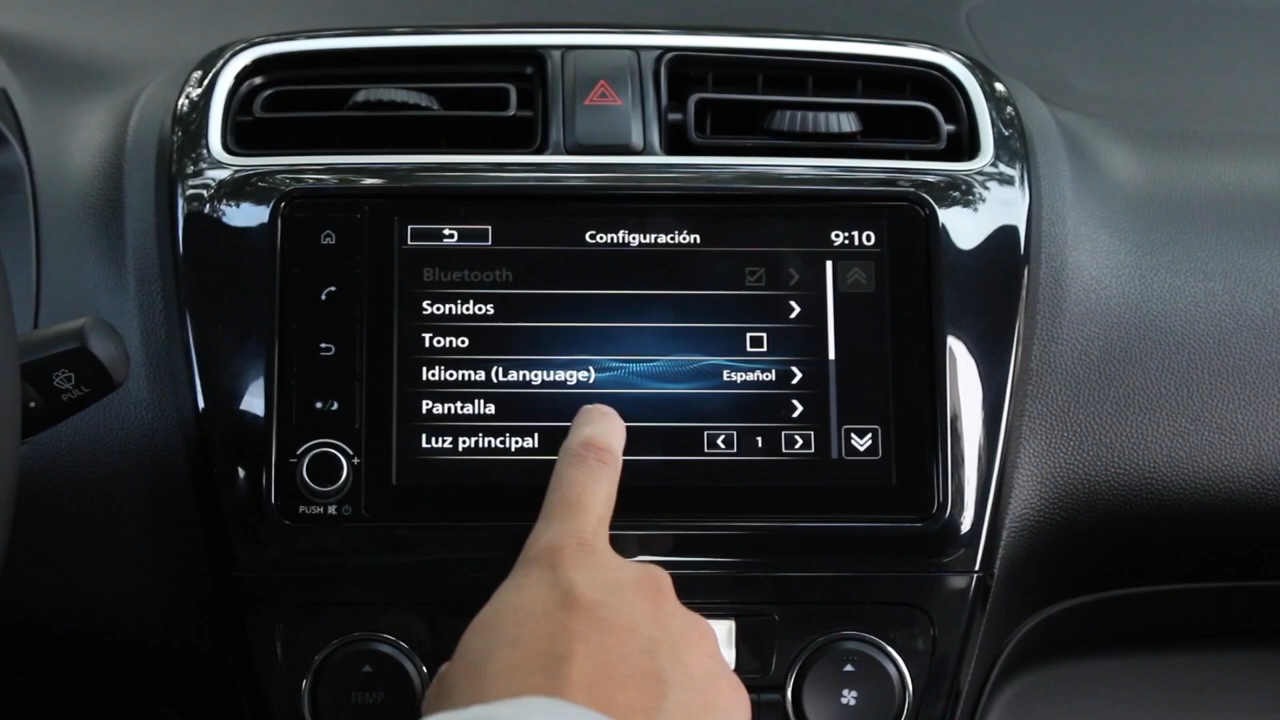 Configuración 9:10
Bluetooth
Sonidos
Tono
Idioma (Language) Español
Pantalla
Luz principal 1
PULL
PUSH
TEMP